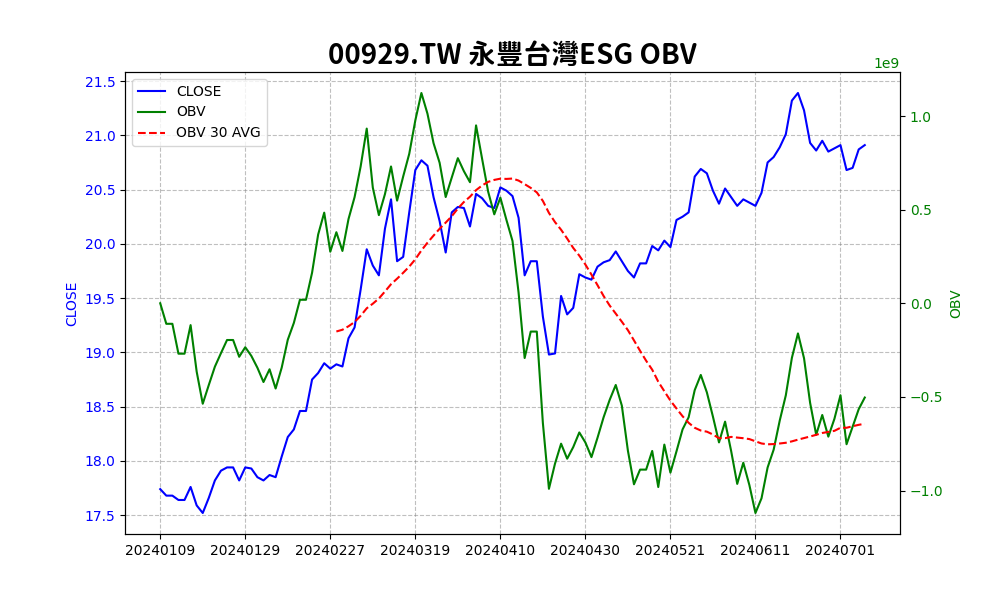 00929.TW 永豐台灣ESG OBV
1e9
CLOSE
OBV
OBV 30 AVG
21.5
21.0
20.5
20.0
19.5
19.0
18.5
18.0
17.5
CLOSE
1.0
0.5
0.0
−0.5
−1.0
OBV
20240109 20240129 20240227 20240319 20240410 20240430 20240521 20240611 20240701